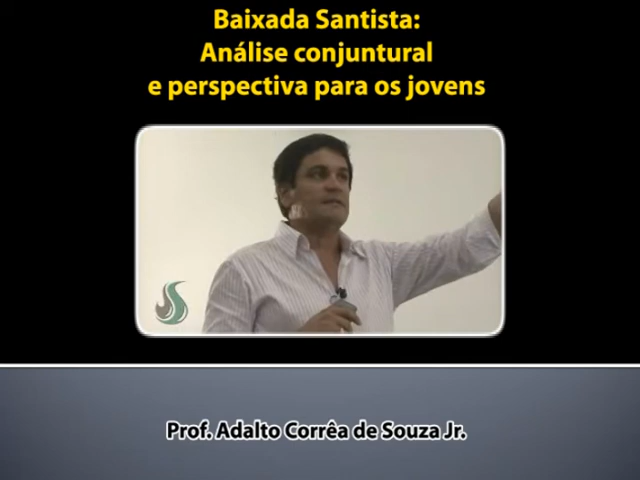 Baixada Santista:
Análise conjuntural
e perspectiva para os jovens
Prof. Adalto Corrêa de Souza Jr.